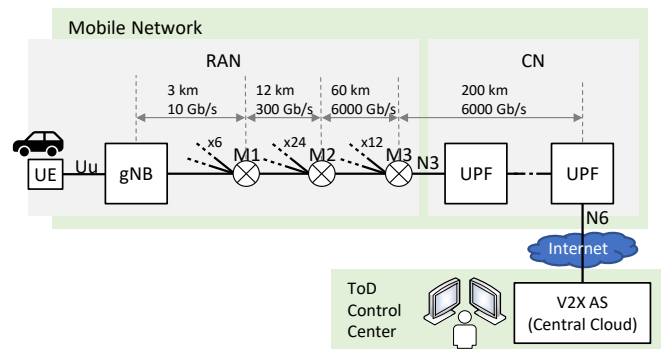 Mobile Network
RAN
CN
3 km
10 Gb/s
12 km
300 Gb/s
60 km
6000 Gb/s
200 km
6000 Gb/s
x6
x24
x12
M1
M2
M3
N3
UE
Uu
gNB
UPF
UPF
N6
Internet
ToD
Control
Center
V2X AS
(Central Cloud)